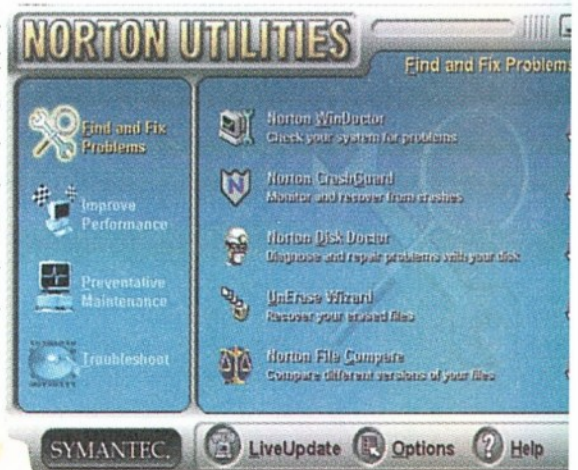 NORTON UTILITIES
Find and Fix Problems
Find and Fix
Problems
Improve
Performance
Preventative
Maintenance
Troubleshoot
Norton WinDoctor
Check your system for problems
Norton CrashGuard
Monitor and recover from crashes
Norton Disk Doctor
Diagnose and repair problems with your disk
UnErase Wizard
Recover your erased files
Norton File Compare
Compare different versions of your files
SYMANTEC.
LiveUpdate
Options
Help